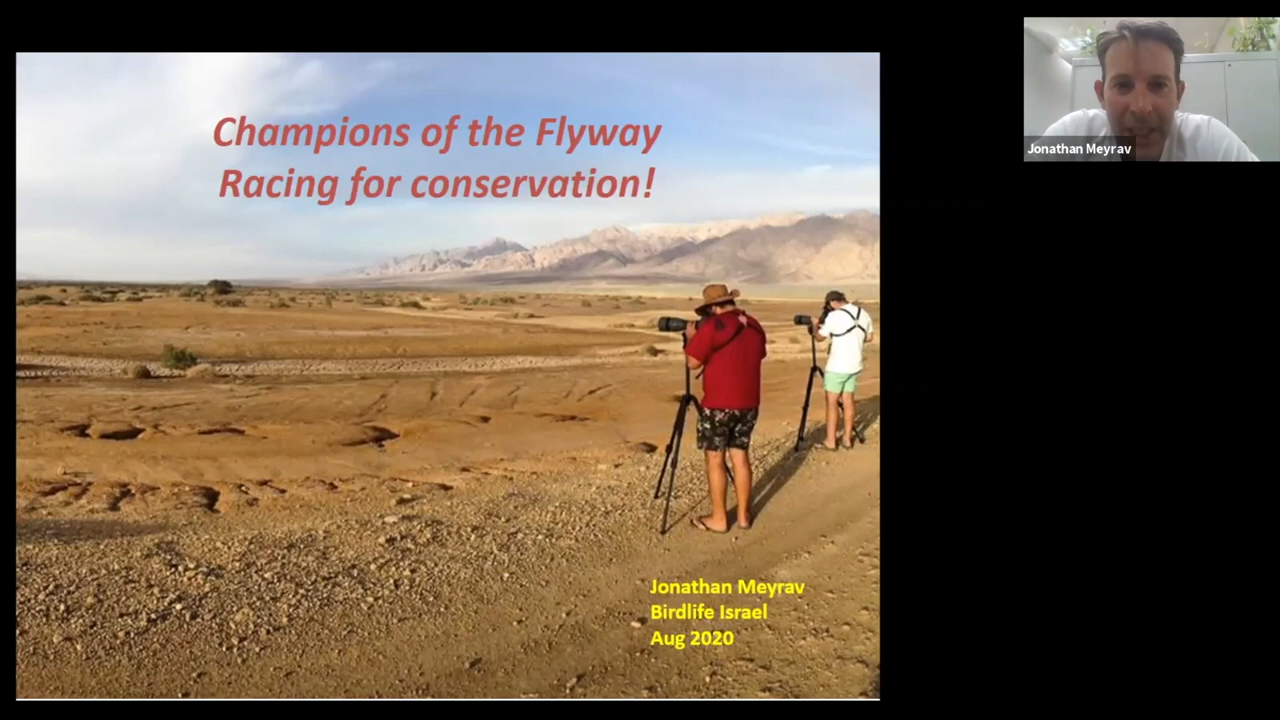 Champions of the Flyway
Racing for conservation!
Jonathan Meyrav
Birdlife Israel
Aug 2020
Jonathan Meyrav